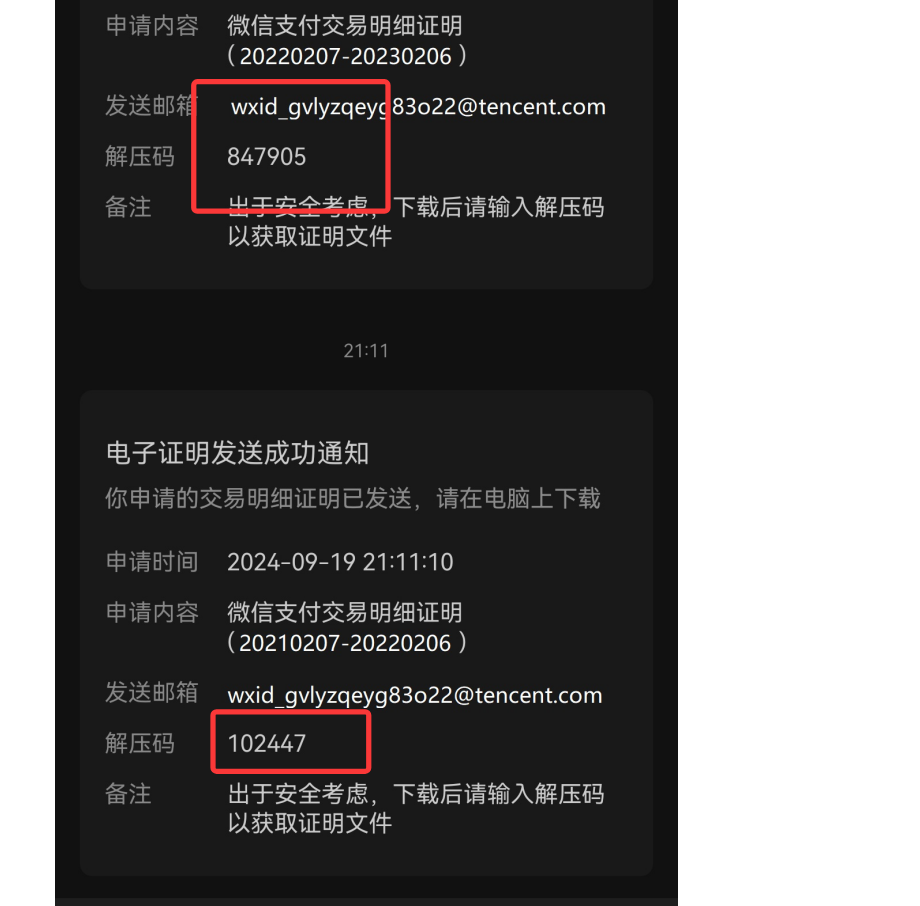 申请内容 微信支付交易明细证明
（20220207-20230206）
发送邮箱 wxid_gvlyzqeyg83o22@tencent.com
解压码 847905
备注 出于安全考虑，下载后请输入解压码
以获取证明文件
21:11
电子证明发送成功通知
你申请的交易明细证明已发送，请在电脑上下载
申请时间 2024-09-19 21:11:10
申请内容 微信支付交易明细证明
（20210207-20220206）
发送邮箱 wxid_gvlyzqeyg83o22@tencent.com
解压码 102447
备注 出于安全考虑，下载后请输入解压码
以获取证明文件